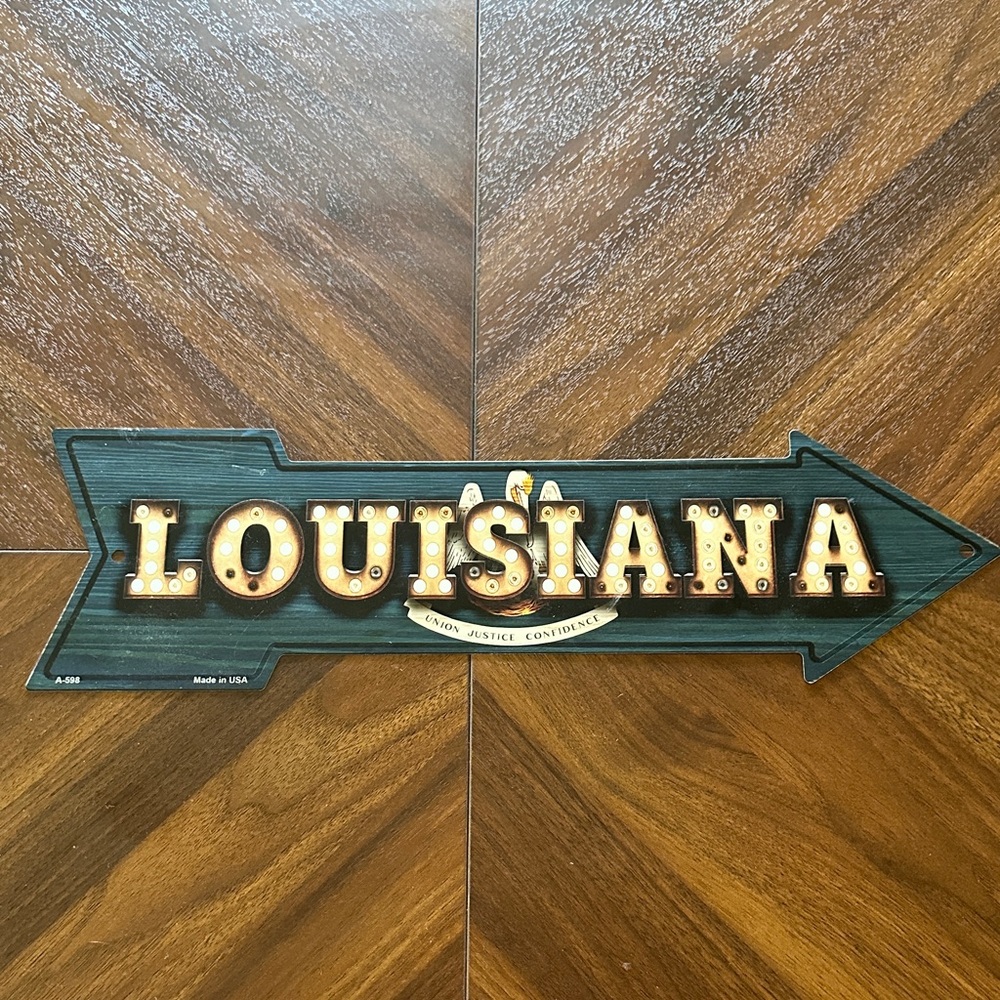 LOUISIANA
UNION JUSTICE CONFIDENCE
A-598 Made in USA